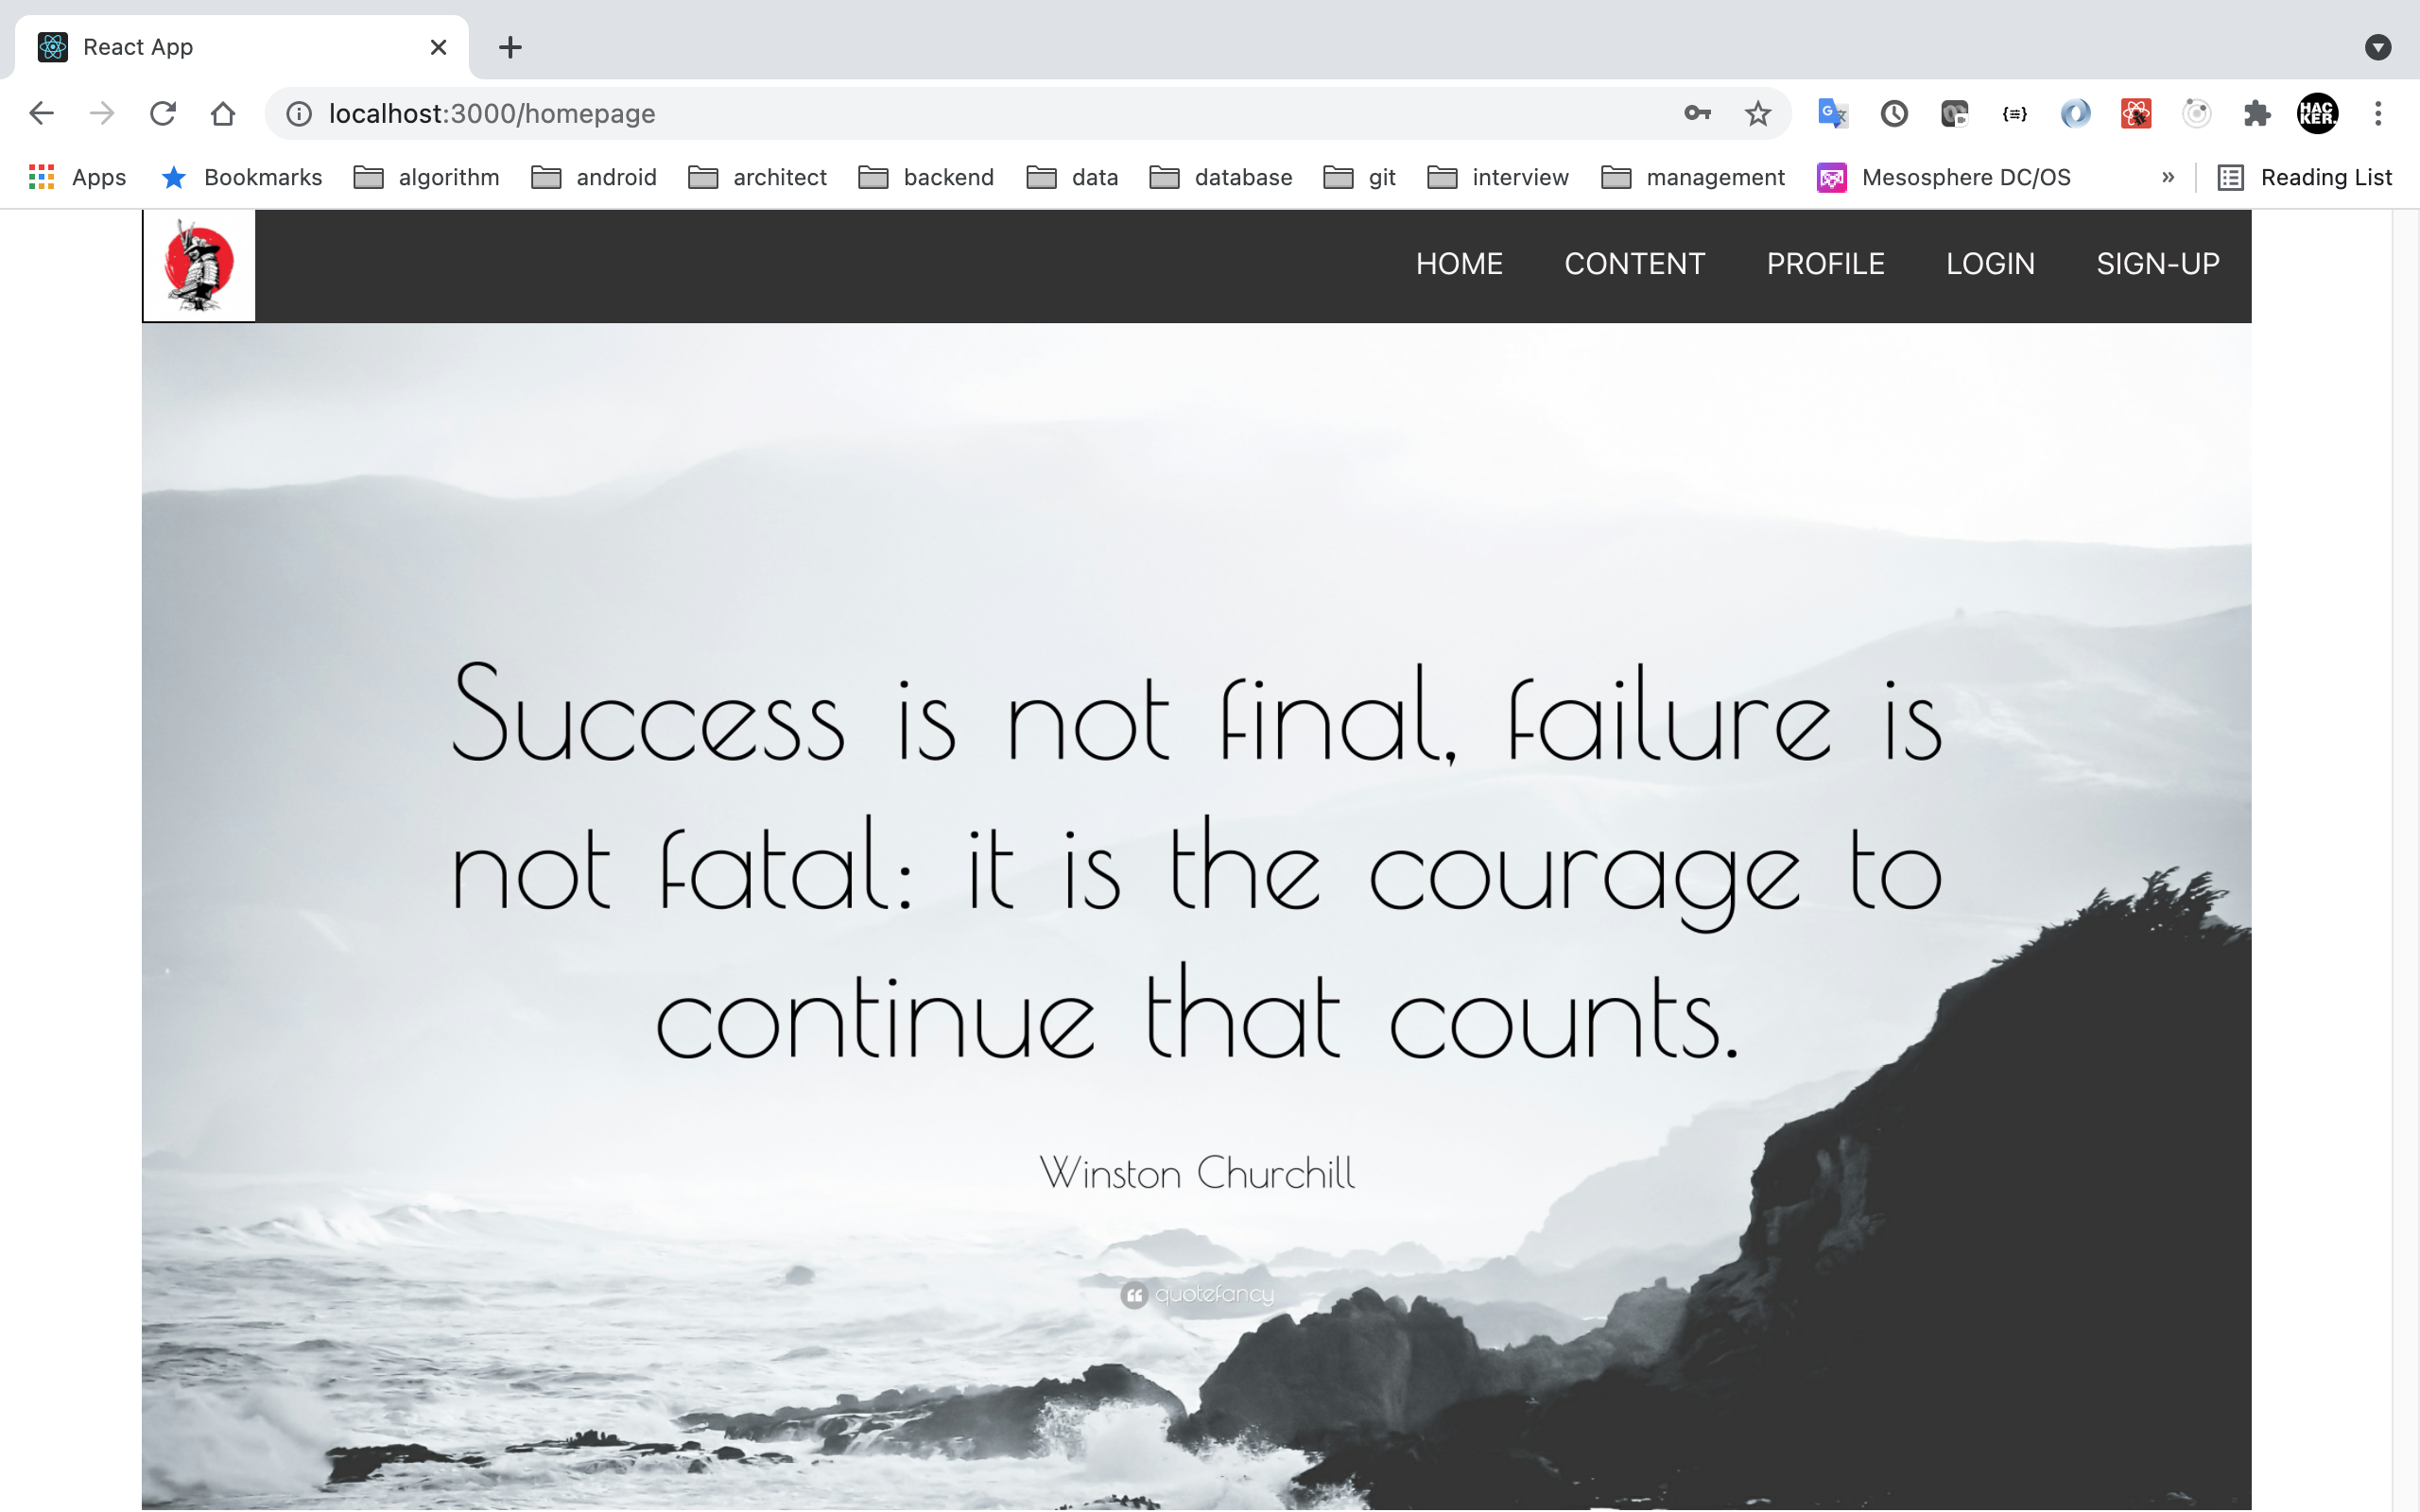 React App
localhost:3000/homepage
HAC
KER.
Apps Bookmarks algorithm android architect backend data database git interview management Mesosphere DC/OS » Reading List
HOME CONTENT PROFILE LOGIN SIGN-UP
Success is not final, failure is
not fatal: it is the courage to
continue that counts.
Winston Churchill
quotefancy